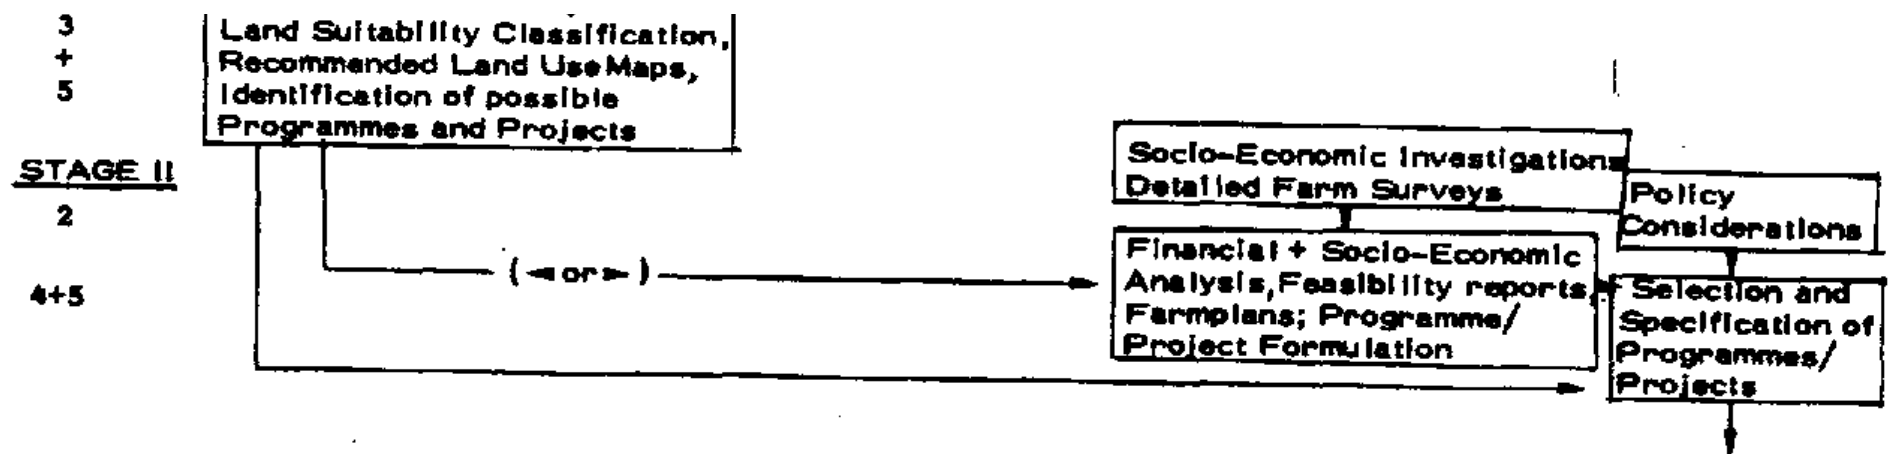 3
+
5
Land Suitability Classification,
Recommended Land Use Maps,
Identification of possible
Programmes and Projects
STAGE II
2
4+5
(◄or►)
Socio-Economic Investigations
Detailed Farm Surveys
Policy
Considerations
Financial + Socio-Economic
Analysis, Feasibility reports,
Farmplans; Programme/
Project Formulation
Selection and
Specification of
Programmes/
Projects